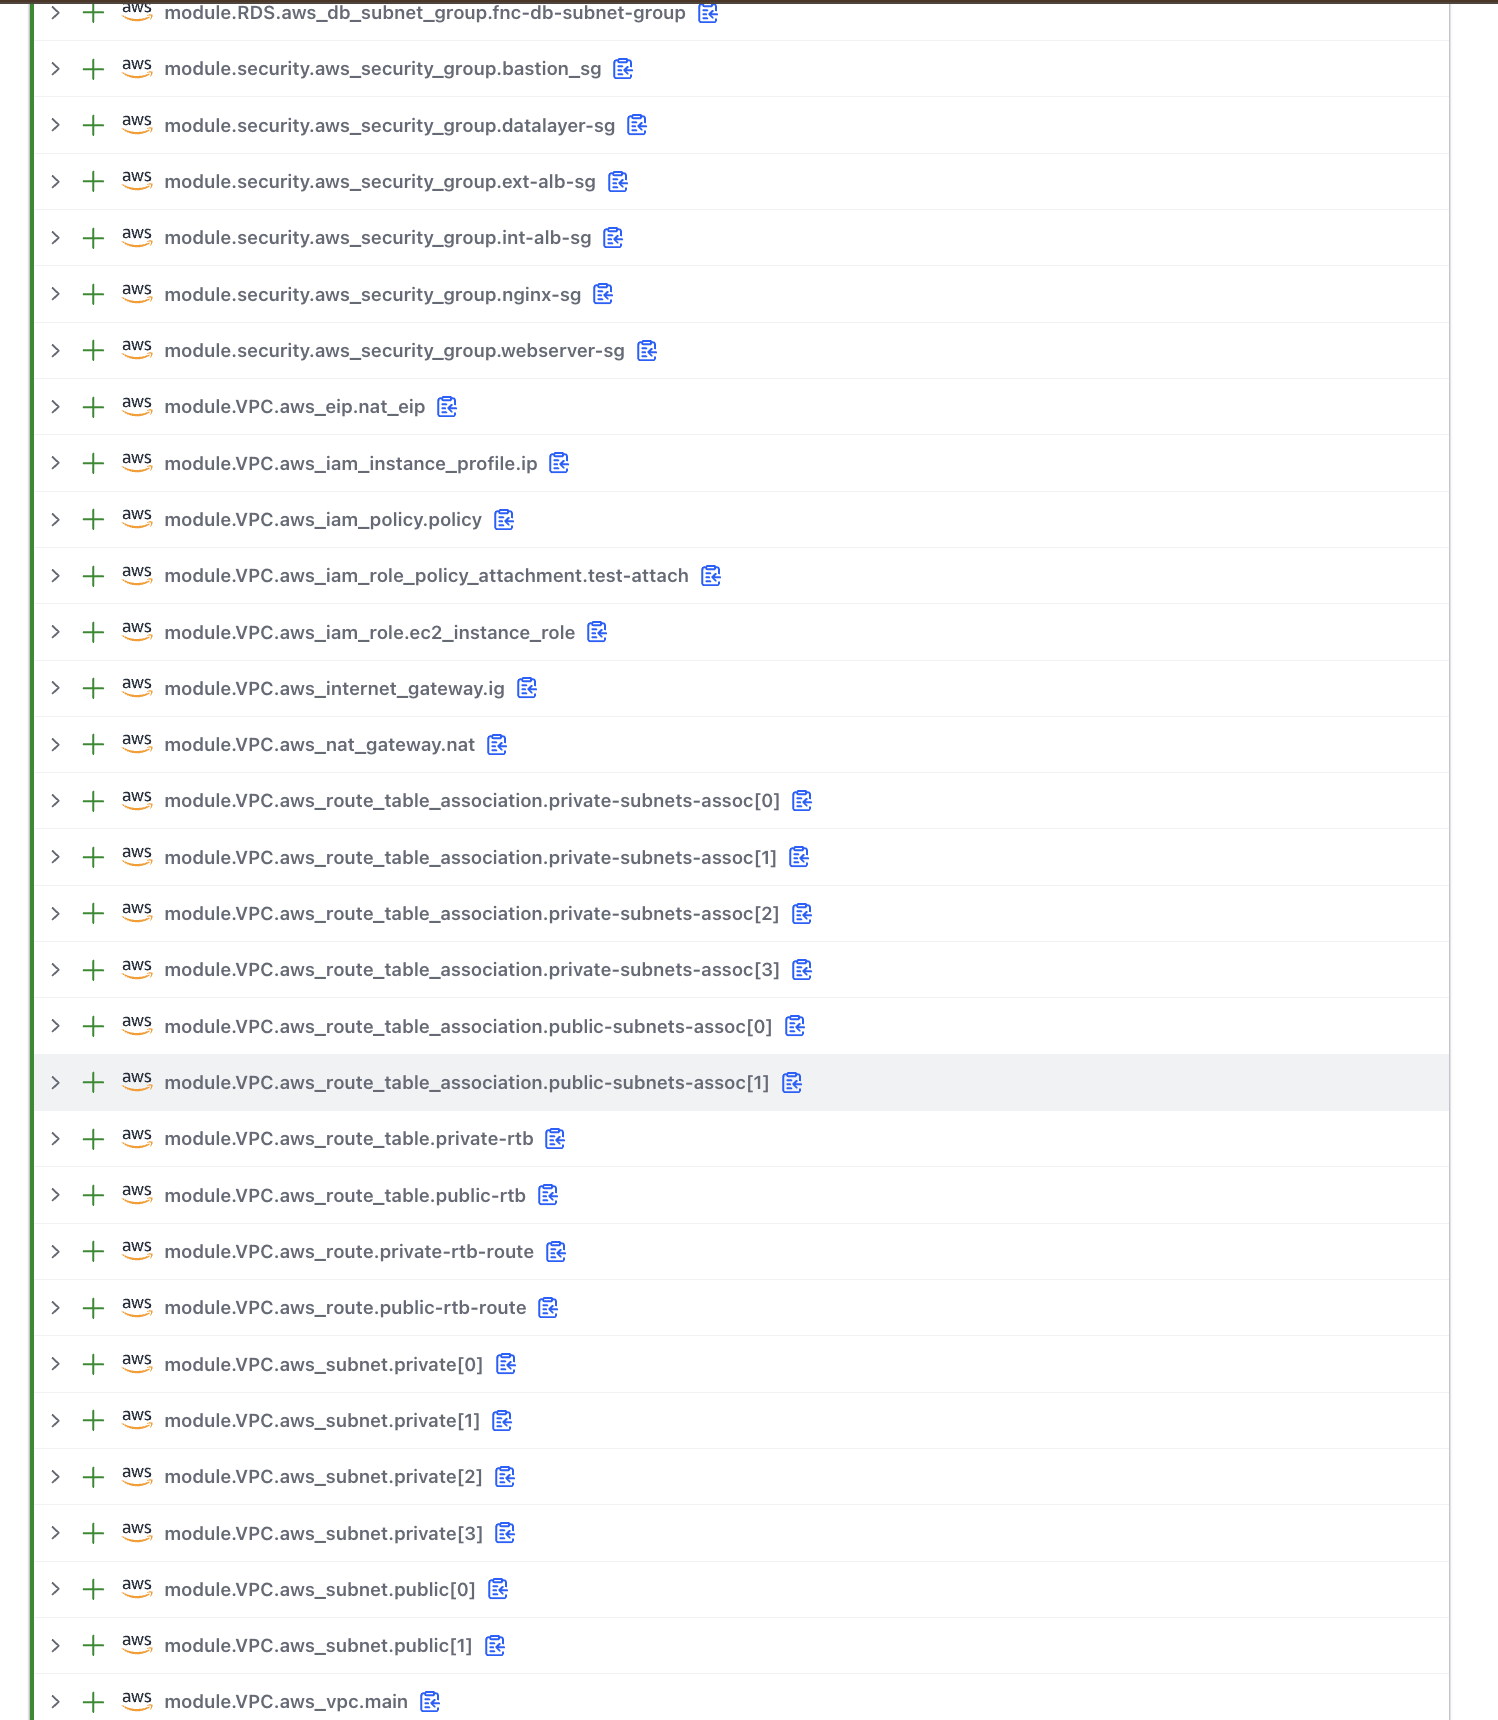 aws module.RDS.aws_db_subnet_group.fnc-db-subnet-group
aws module.security.aws_security_group.bastion_sg
aws module.security.aws_security_group.datalayer-sg
aws module.security.aws_security_group.ext-alb-sg
aws module.security.aws_security_group.int-alb-sg
aws module.security.aws_security_group.nginx-sg
aws module.security.aws_security_group.webserver-sg
aws module.VPC.aws_eip.nat_eip
aws module.VPC.aws_iam_instance_profile.ip
aws module.VPC.aws_iam_policy.policy
aws module.VPC.aws_iam_role_policy_attachment.test-attach
aws module.VPC.aws_iam_role.ec2_instance_role
aws module.VPC.aws_internet_gateway.ig
aws module.VPC.aws_nat_gateway.nat
aws module.VPC.aws_route_table_association.private-subnets-assoc[0]
aws module.VPC.aws_route_table_association.private-subnets-assoc[1]
aws module.VPC.aws_route_table_association.private-subnets-assoc[2]
aws module.VPC.aws_route_table_association.private-subnets-assoc[3]
aws module.VPC.aws_route_table_association.public-subnets-assoc[0]
aws module.VPC.aws_route_table_association.public-subnets-assoc[1]
aws module.VPC.aws_route_table.private-rtb
aws module.VPC.aws_route_table.public-rtb
aws module.VPC.aws_route.private-rtb-route
aws module.VPC.aws_route.public-rtb-route
aws module.VPC.aws_subnet.private[0]
aws module.VPC.aws_subnet.private[1]
aws module.VPC.aws_subnet.private[2]
aws module.VPC.aws_subnet.private[3]
aws module.VPC.aws_subnet.public[0]
aws module.VPC.aws_subnet.public[1]
aws module.VPC.aws_vpc.main